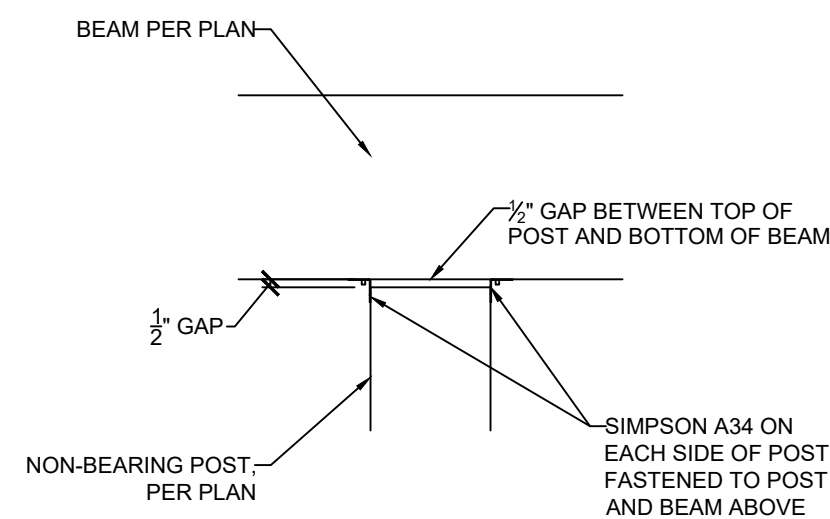 BEAM PER PLAN
½" GAP BETWEEN TOP OF
POST AND BOTTOM OF BEAM
½" GAP
NON-BEARING POST,
PER PLAN
SIMPSON A34 ON
EACH SIDE OF POST
FASTENED TO POST
AND BEAM ABOVE